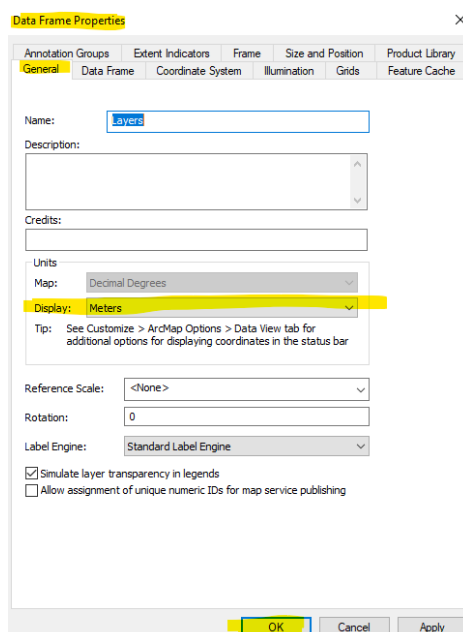 Data Frame Properties
Annotation Groups Extent Indicators Frame Size and Position Product Library
General Data Frame Coordinate System Illumination Grids Feature Cache
Name: Layers
Description:
Credits:
Units
Map: Decimal Degrees
Display: Meters
Tip: See Customize > ArcMap Options > Data View tab for
additional options for displaying coordinates in the status bar
Reference Scale: <None>
Rotation: 0
Label Engine: Standard Label Engine
Simulate layer transparency in legends
Allow assignment of unique numeric IDs for map service publishing
OK Cancel Apply